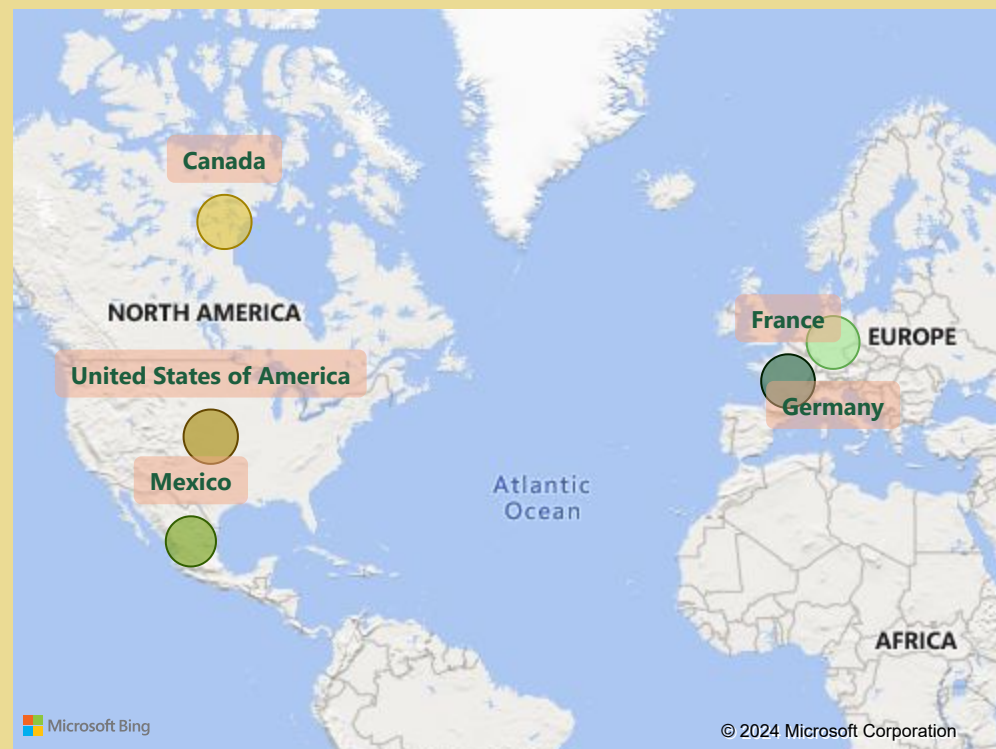 Canada
NORTH AMERICA
France
EUROPE
United States of America
Germany
Mexico
Atlantic
Ocean
AFRICA
Microsoft Bing
© 2024 Microsoft Corporation